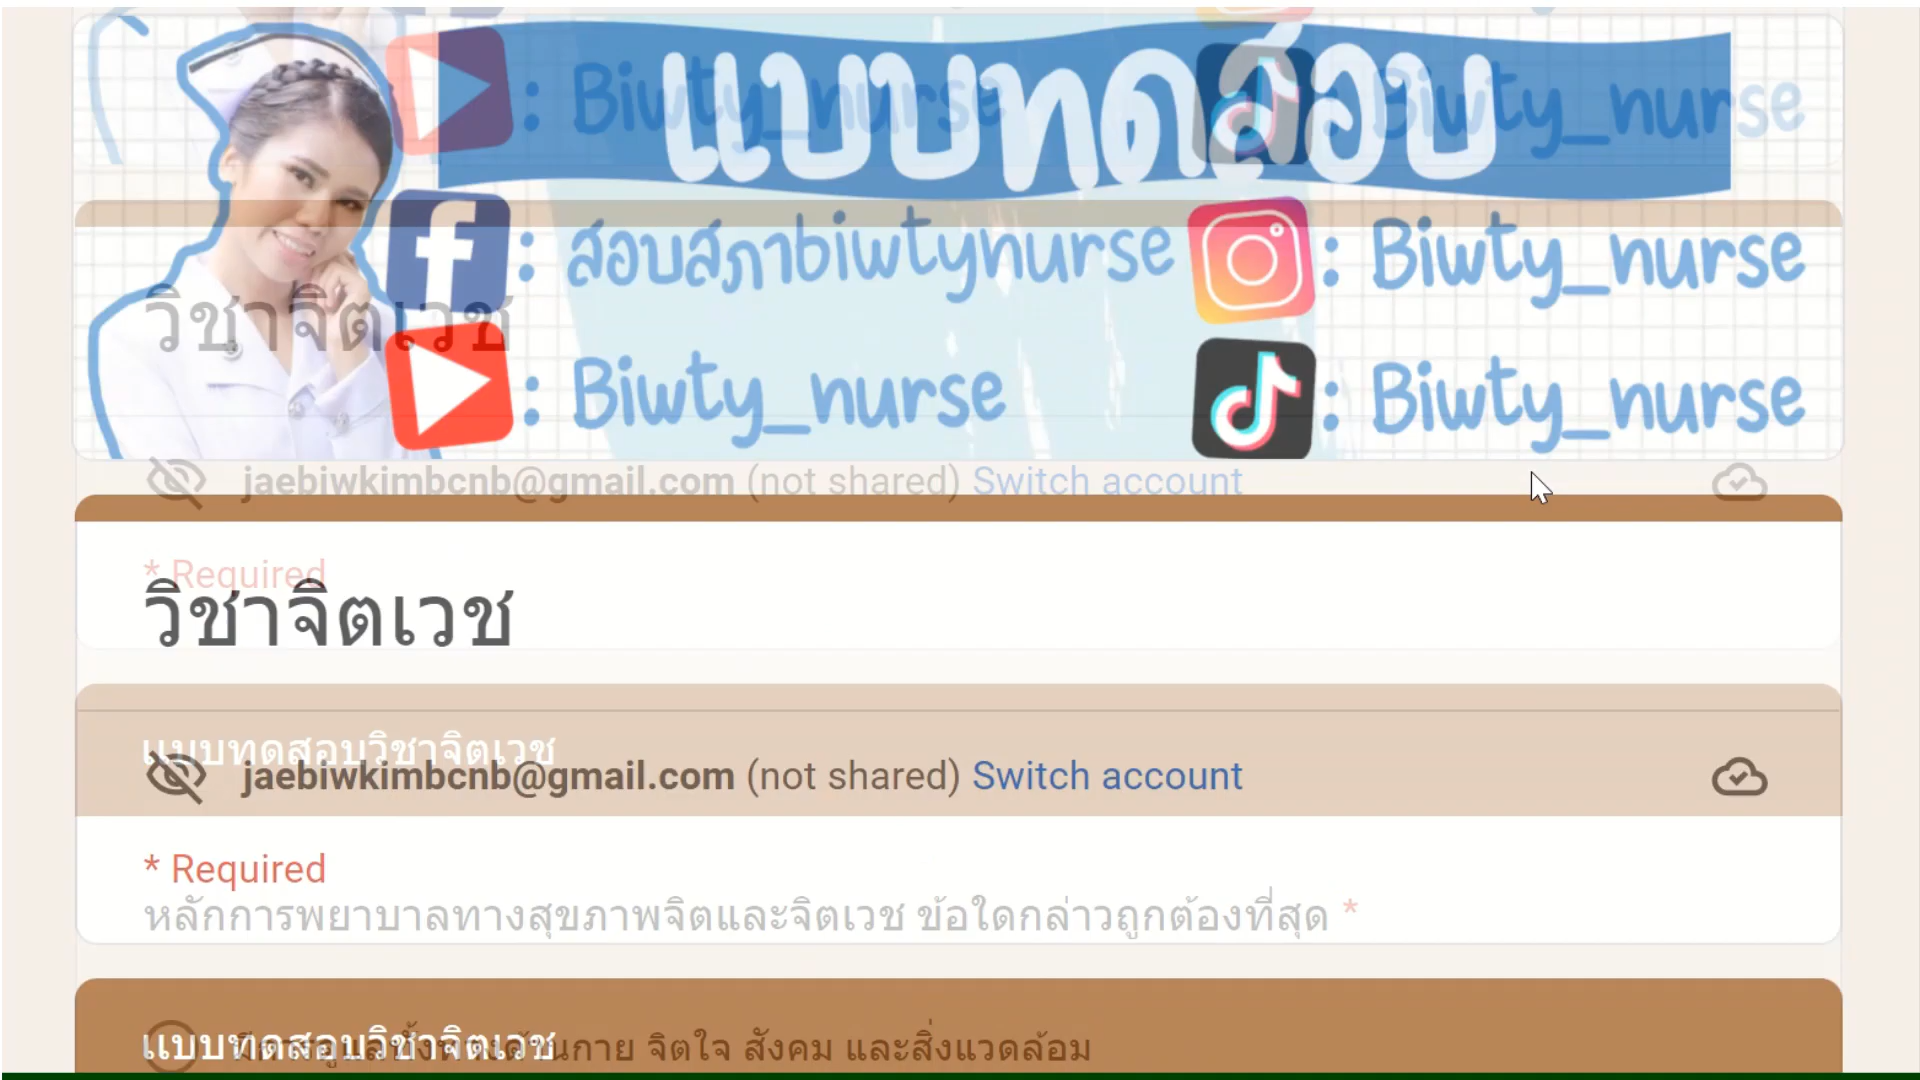 : Biwty_nurse
แบบทดสอบ
: Biwty_nurse
: สอบสภาbiwtynurse
: Biwty_nurse
วิชาจิตเวช
: Biwty_nurse
: Biwty_nurse
jaebiwkimbcnb@gmail.com (not shared) Switch account
* Required
วิชาจิตเวช
แบบทดสอบวิชาจิตเวช
jaebiwkimbcnb@gmail.com (not shared) Switch account
* Required
หลักการพยาบาลทางสุขภาพจิตและจิตเวช ข้อใดกล่าวถูกต้องที่สุด *
แบบทดสอบวิชาจิตเวช
กาย จิตใจ สังคม และสิ่งแวดล้อม